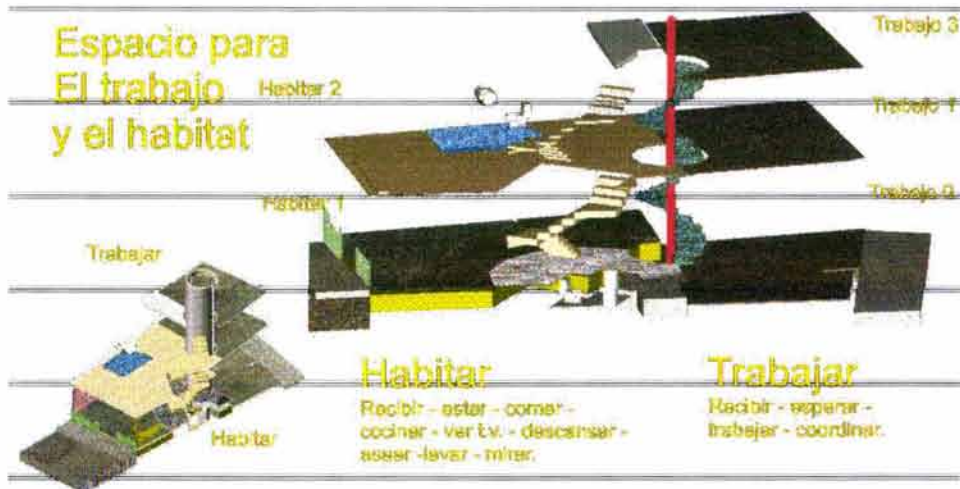 Espacio para
El trabajo
y el habitat
Habitar 2
Trabajo 3
Trabajo 1
Habitar 1
Trabajo 0
Trabajar
Habitar
Habitar
Recibir - estar - comer -
cocinar - ver t.v. - descansar -
asear -lavar - mirar.
Trabajar
Recibir - esperar -
trabajar - coordinar.